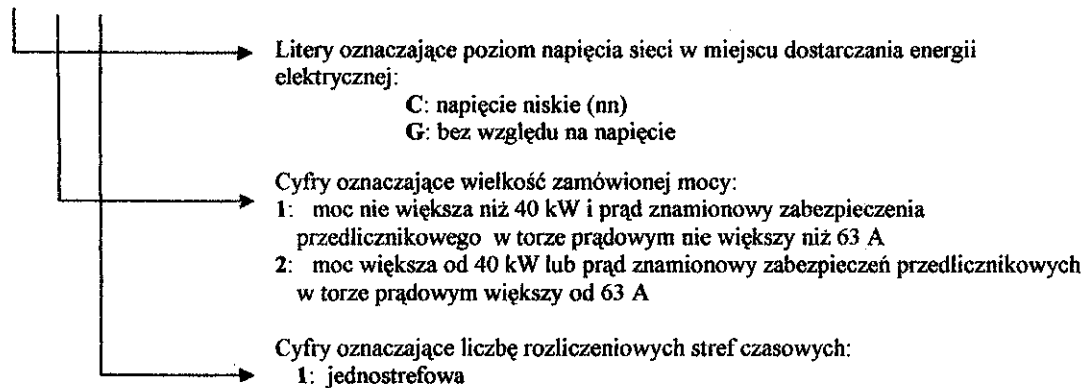 Litery oznaczające poziom napięcia sieci w miejscu dostarczania energii
elektrycznej:
C: napięcie niskie (nn)
G: bez względu na napięcie
Cyfry oznaczające wielkość zamówionej mocy:
1: moc nie większa niż 40 kW i prąd znamionowy zabezpieczenia
przedlicznikowego w torze prądowym nie większy niż 63 A
2: moc większa od 40 kW lub prąd znamionowy zabezpieczeń przedlicznikowych
w torze prądowym większy od 63 A
Cyfry oznaczające liczbę rozliczeniowych stref czasowych:
1: jednostrefowa